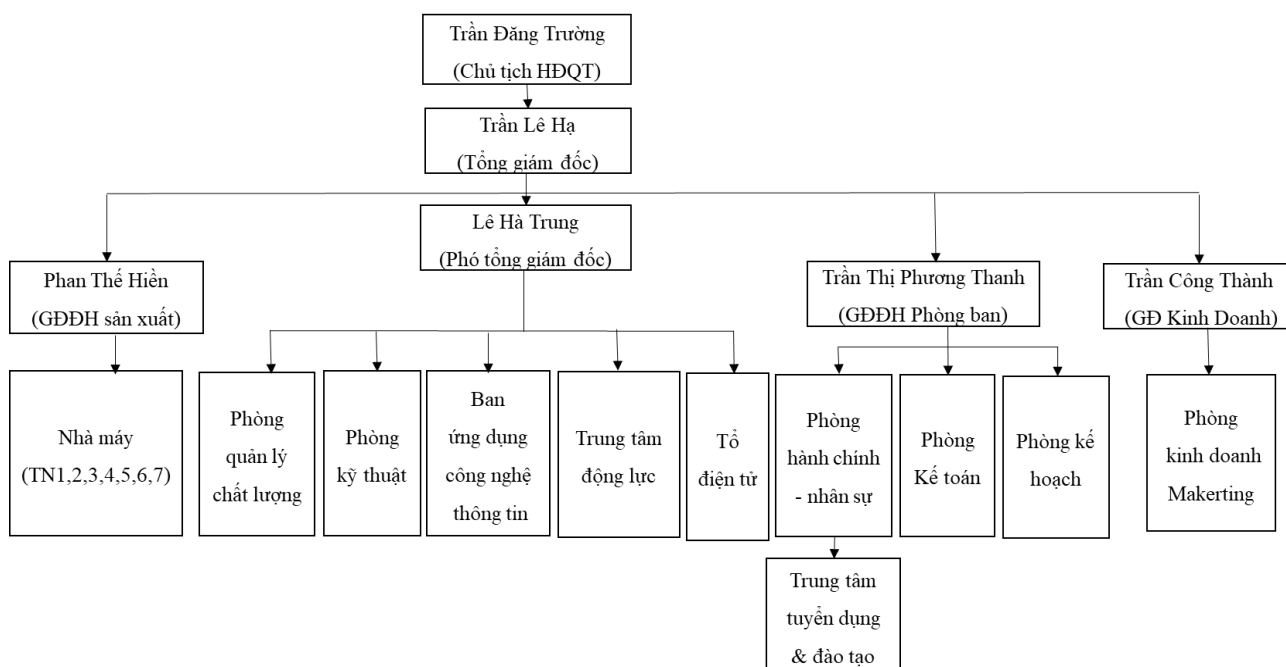 Trần Đăng Trường
(Chủ tịch HĐQT)
Trần Lê Hạ
(Tổng giám đốc)
Lê Hà Trung
(Phó tổng giám đốc)
Phan Thế Hiền
(GĐĐH sản xuất)
Trần Thị Phương Thanh
(GĐĐH Phòng ban)
Trần Công Thành
(GĐ Kinh Doanh)
Nhà máy
(TN1,2,3,4,5,6,7)
Phòng
quản lý
chất lượng
Phòng
kỹ thuật
Ban
ứng dụng
công nghệ
thông tin
Trung tâm
động lực
Tổ
điện tử
Phòng
hành chính
- nhân sự
Phòng
Kế toán
Phòng kế
hoạch
Phòng
kinh doanh
Makerting
Trung tâm
tuyển dụng
& đào tạo